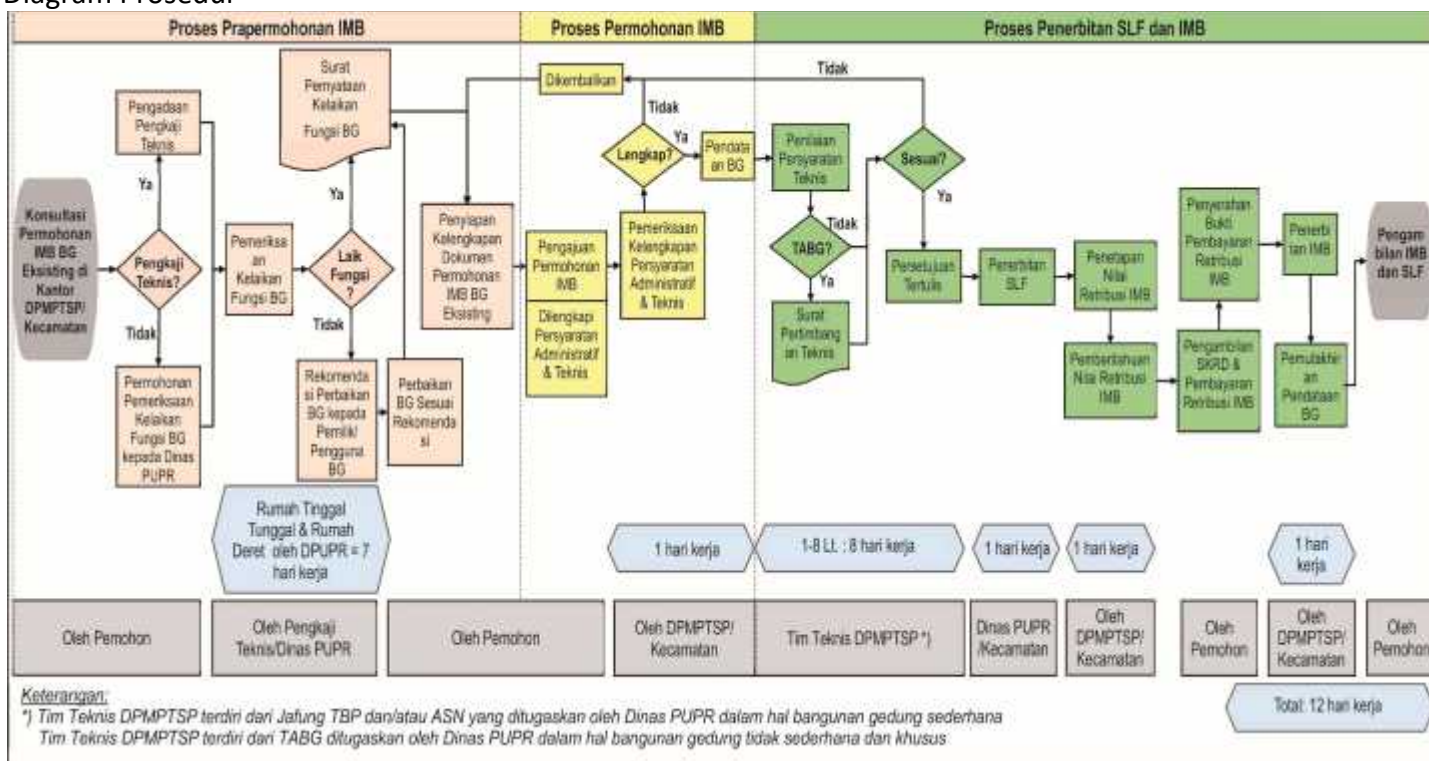 Diagram Prosedur
Proses Prapermohonan IMB
Proses Permohonan IMB
Proses Penerbitan SLF dan IMB
Konsultasi
Permohonan
IMB BG
Eksisting di
Kantor
DPMPTSP/
Kecamatan
Pengadaan
Pengkaji
Teknis
Ya
Pengkaji
Teknis?
Tidak
Permohonan
Pemeriksaan
Kelaikan
Fungsi BG
kepada Dinas
PUPR
Pemeriksa
an
Kelaikan
Fungsi BG
Surat
Pernyataan
Kelaikan
Fungsi BG
Ya
Laik
Fungsi
?
Tidak
Rekomenda
si Perbaikan
BG kepada
Pemilik/
Pengguna
BG
Perbaikan
BG Sesuai
Rekomenda
si
Penyiapan
Kelengkapan
Dokumen
Permohonan
IMB BG
Eksisting
Dikembalikan
Tidak
Lengkap?
Ya
Pendata
an BG
Pengajuan
Permohonan
IMB
Dilengkapi
Persyaratan
Administratif
& Teknis
Pemeriksaan
Kelengkapan
Persyaratan
Administratif
& Teknis
Tidak
Penilaian
Persyaratan
Teknis
Tidak
TABG?
Ya
Surat
Pertimbang
an Teknis
Sesuai?
Ya
Persetujuan
Tertulis
Penerbitan
SLF
Penetapan
Nilai
Retribusi IMB
Pemberitahuan
Nilai Retribusi
IMB
Penyerahan
Bukti
Pembayaran
Retribusi
IMB
Pengambilan
SKRD &
Pembayaran
Retribusi IMB
Penerbi
tan IMB
Pemutakhir
an
Pendataan
BG
Pengam
bilan IMB
dan SLF
Rumah Tinggal
Tunggal & Rumah
Deret oleh DPUPR = 7
hari kerja
1 hari kerja
1-8 Lt. : 8 hari kerja
1 hari kerja
1 hari kerja
1 hari
kerja
Oleh Pemohon
Oleh Pengkaji
Teknis/Dinas PUPR
Oleh Pemohon
Oleh DPMPTSP/
Kecamatan
Tim Teknis DPMPTSP *)
Dinas PUPR
/Kecamatan
Oleh
DPMPTSP/
Kecamatan
Oleh
Pemohon
Oleh
DPMPTSP/
Kecamatan
Oleh
Pemohon
Keterangan:
*) Tim Teknis DPMPTSP terdiri dari Jafung TBP dan/atau ASN yang ditugaskan oleh Dinas PUPR dalam hal bangunan gedung sederhana
Tim Teknis DPMPTSP terdiri dari TABG ditugaskan oleh Dinas PUPR dalam hal bangunan gedung tidak sederhana dan khusus
Total: 12 hari kerja